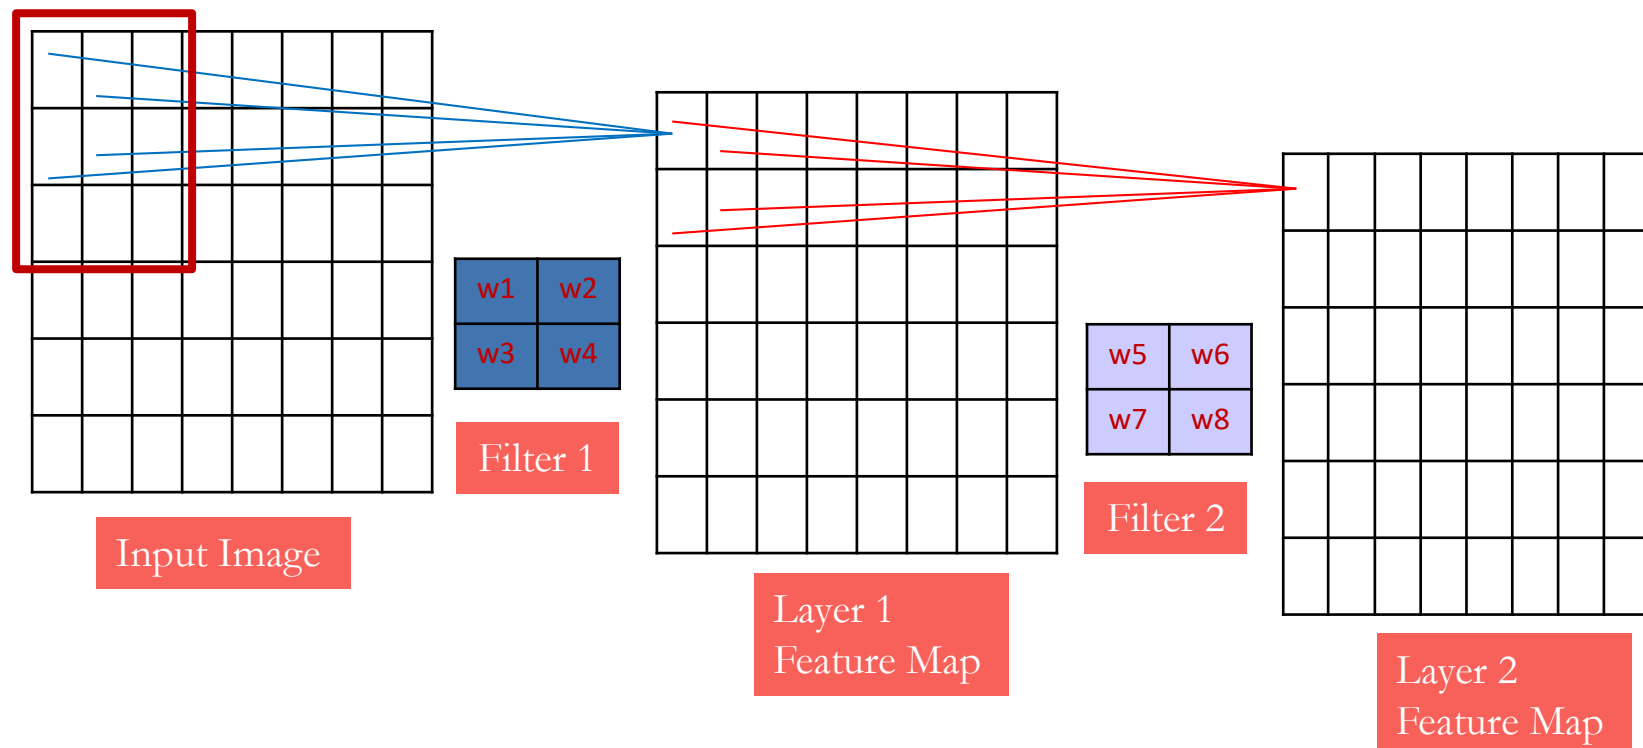 w1 w2
w3 w4
Filter 1
Input Image
w5 w6
w7 w8
Filter 2
Layer 1
Feature Map
Layer 2
Feature Map